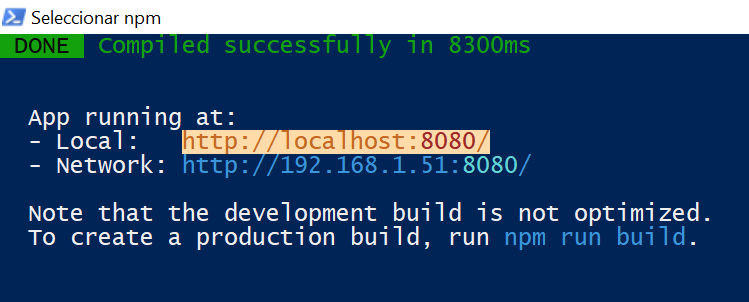 Seleccionar npm
DONE Compiled successfully in 8300ms
App running at:
- Local: http://localhost:8080/
- Network: http://192.168.1.51:8080/
Note that the development build is not optimized.
To create a production build, run npm run build.